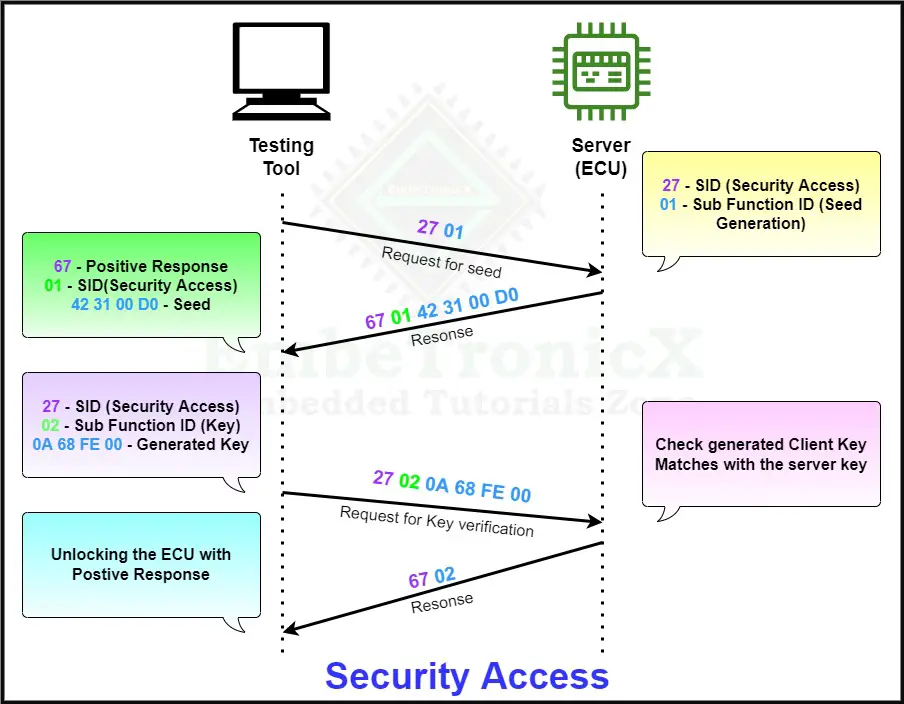 Testing
Tool
Server
(ECU)
27 - SID (Security Access)
01 - Sub Function ID (Seed
Generation)
27 01
Request for seed
67 - Positive Response
01 - SID(Security Access)
42 31 00 D0 - Seed
67 01 42 31 00 D0
Resonse
EmbeTronicX
Embedded Tutorials Zone
27 - SID (Security Access)
02 - Sub Function ID (Key)
0A 68 FE 00 - Generated Key
Check generated Client Key
Matches with the server key
27 02 0A 68 FE 00
Request for Key verification
Unlocking the ECU with
Postive Response
67 02
Resonse
Security Access